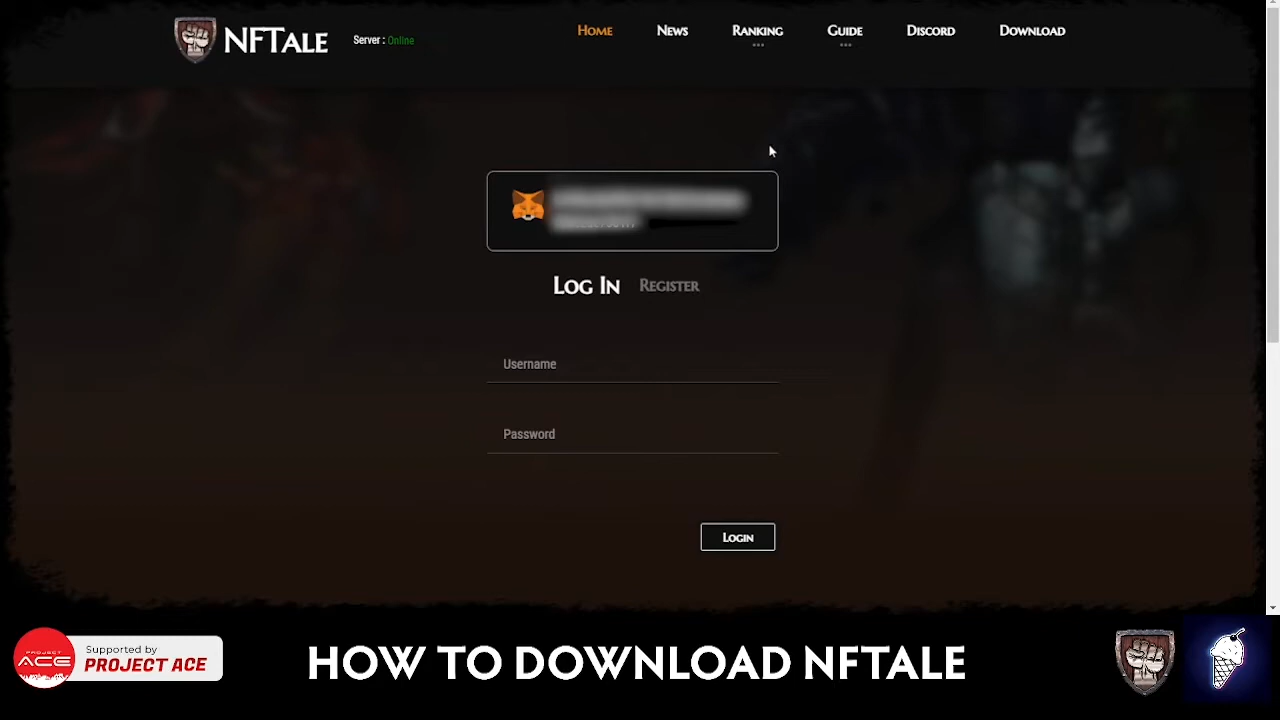 NFTALE
Server : Online
HOME
NEWS
RANKING
GUIDE
DISCORD
DOWNLOAD
LOG IN
REGISTER
Username
Password
LOGIN
PROJECT
ACE
Supported by
PROJECT ACE
HOW TO DOWNLOAD NFTALE